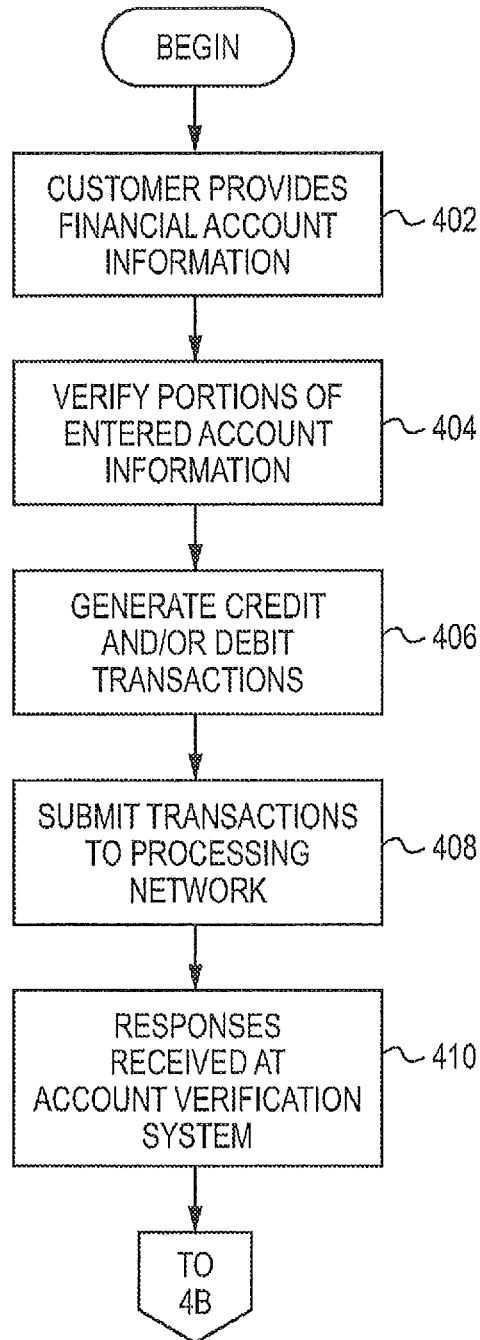 BEGIN
CUSTOMER PROVIDES
FINANCIAL ACCOUNT
INFORMATION
402
VERIFY PORTIONS OF
ENTERED ACCOUNT
INFORMATION
404
GENERATE CREDIT
AND/OR DEBIT
TRANSACTIONS
406
SUBMIT TRANSACTIONS
TO PROCESSING
NETWORK
408
RESPONSES
RECEIVED AT
ACCOUNT VERIFICATION
SYSTEM
410
TO
4B